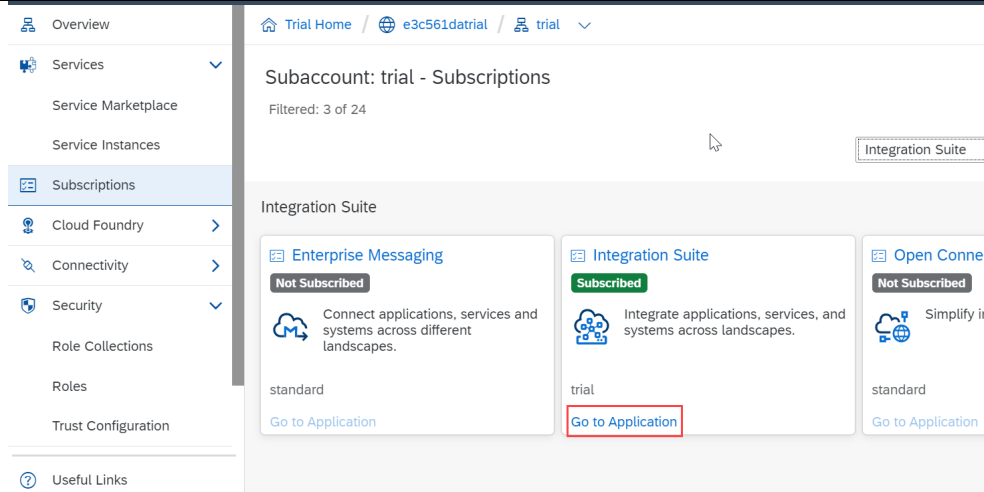 Overview
Services
Service Marketplace
Service Instances
Subscriptions
Cloud Foundry
Connectivity
Security
Role Collections
Roles
Trust Configuration
Useful Links
Trial Home / e3c561datrial / trial
Subaccount: trial - Subscriptions
Filtered: 3 of 24
Integration Suite
Integration Suite
Enterprise Messaging
Not Subscribed
Connect applications, services and
systems across different
landscapes.
standard
Go to Application
Integration Suite
Subscribed
Integrate applications, services, and
systems across landscapes.
trial
Go to Application
Open Conne
Not Subscribed
Simplify i
standard
Go to Application